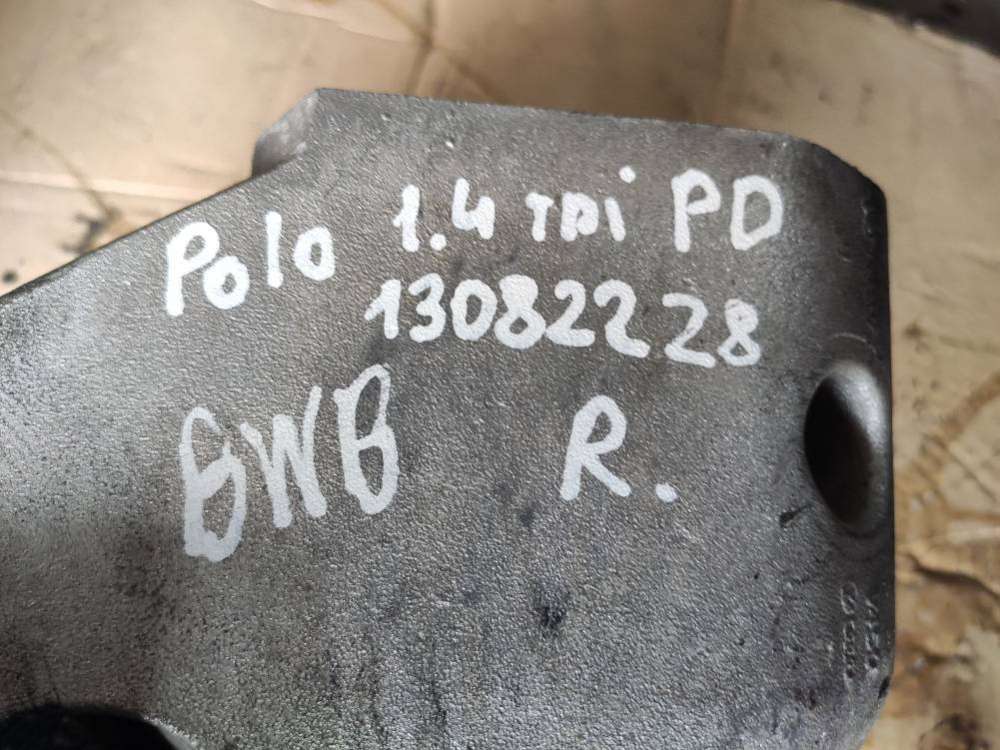 Polo 1.4 TDi PD
13082228
BWB R.